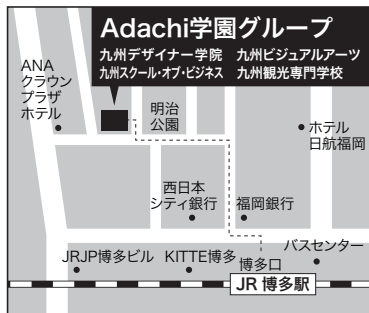 Adachi学園グループ
九州デザイナー学院 九州ビジュアルアーツ
九州スクール・オブ・ビジネス 九州観光専門学校
ANA
クラウン
プラザ
ホテル
明治
公園
ホテル
日航福岡
西日本
シティ銀行
福岡銀行
バスセンター
JRJP博多ビル
KITTE博多
博多口
JR 博多駅